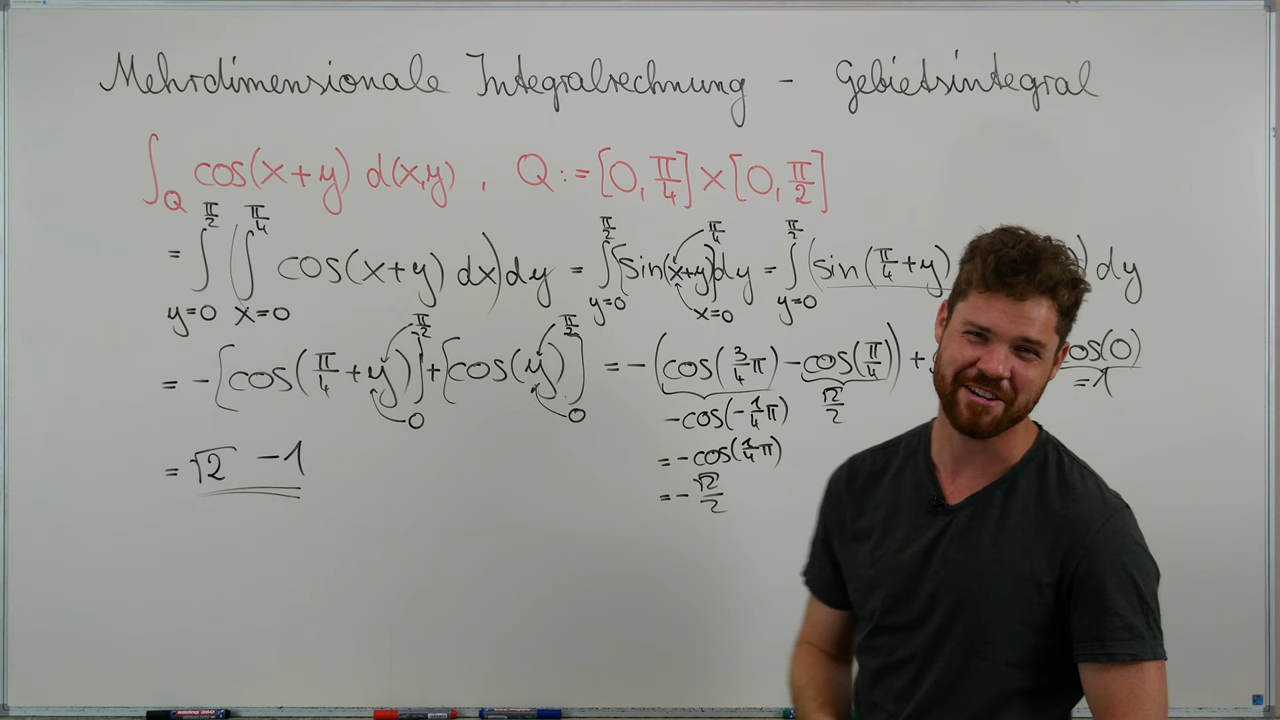 Mehrdimensionale Integralrechnung - Gebietsintegral
∫_Q cos(x+y) d(x,y) , Q := [0, π/4] × [0, π/2]
= ∫_{y=0}^{π/2} (∫_{x=0}^{π/4} cos(x+y) dx) dy = ∫_{y=0}^{π/2} [sin(x+y)]_{x=0}^{π/4} dy = ∫_{y=0}^{π/2} (sin(π/4 + y) ) dy
= -[cos(π/4 + y)]_0^{π/2} + [cos(y)]_0^{π/2} = -(cos(3/4 π) - cos(π/4)) + cos(0)
-cos(-1/4 π) √2/2 =1
= -cos(1/4 π)
= -√2/2
= √2 - 1
edding 360